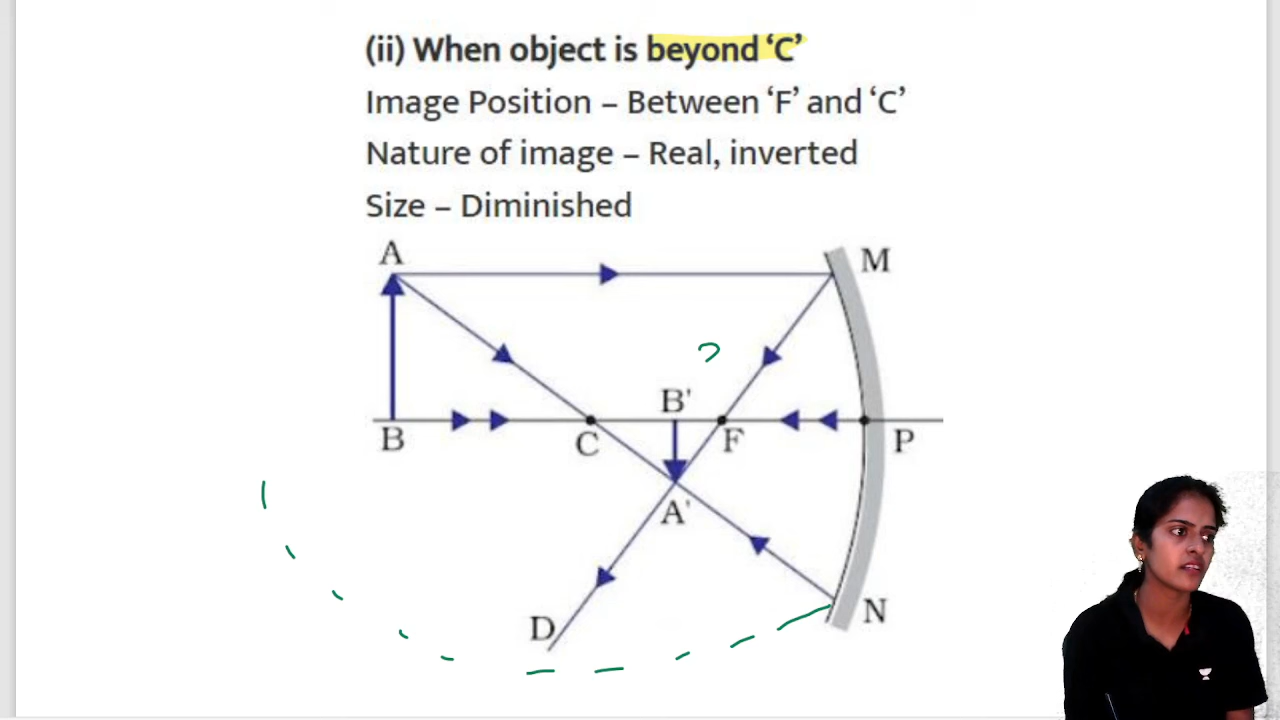 (ii) When object is beyond ‘C’
Image Position – Between ‘F’ and ‘C’
Nature of image – Real, inverted
Size – Diminished
A
M
B'
B
C
F
P
A'
N
D
?